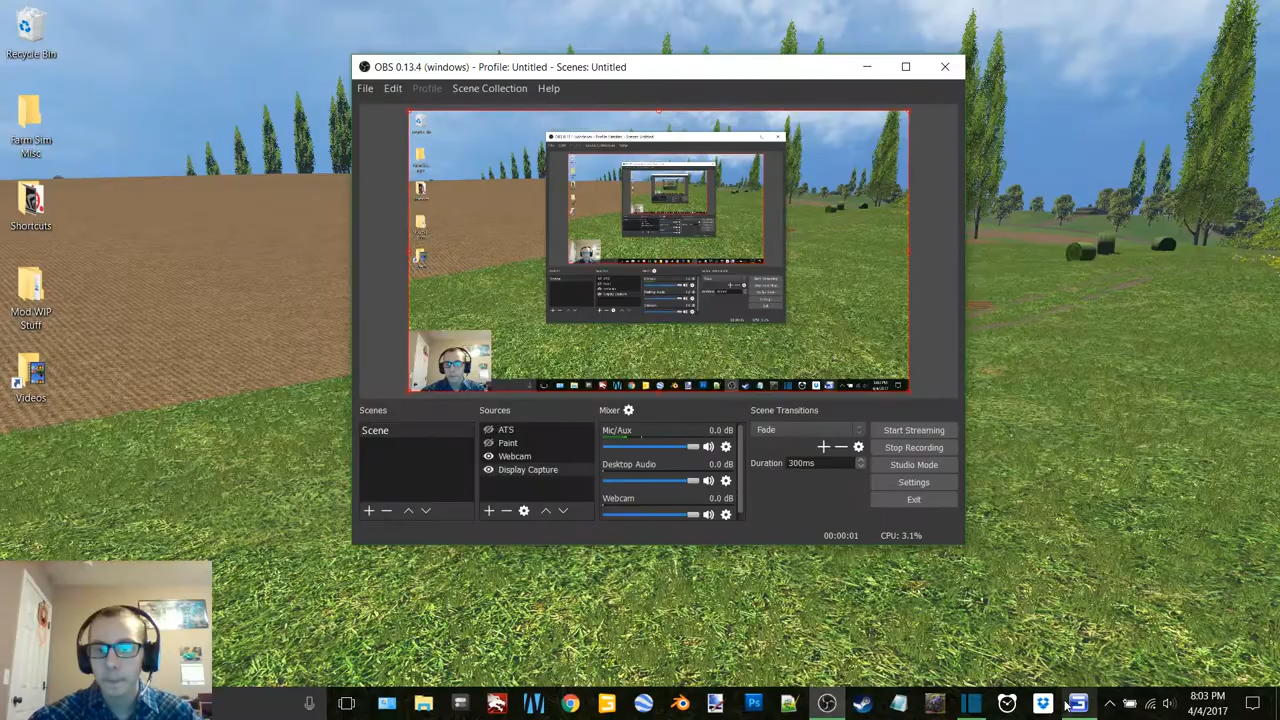 Recycle Bin
Farm Sim
Misc
Shortcuts
Mod WIP
Stuff
Videos
OBS 0.13.4 (windows) - Profile: Untitled - Scenes: Untitled
File Edit Profile Scene Collection Help
Scenes
Scene
Sources
ATS
Paint
Webcam
Display Capture
Mixer
Mic/Aux 0.0 dB
Desktop Audio 0.0 dB
Webcam 0.0 dB
Scene Transitions
Fade
Duration 300ms
Start Streaming
Stop Recording
Studio Mode
Settings
Exit
00:00:01 CPU: 3.1%
8:03 PM
4/4/2017